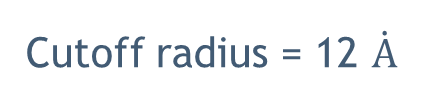 Cutoff radius = 12 Ȧ